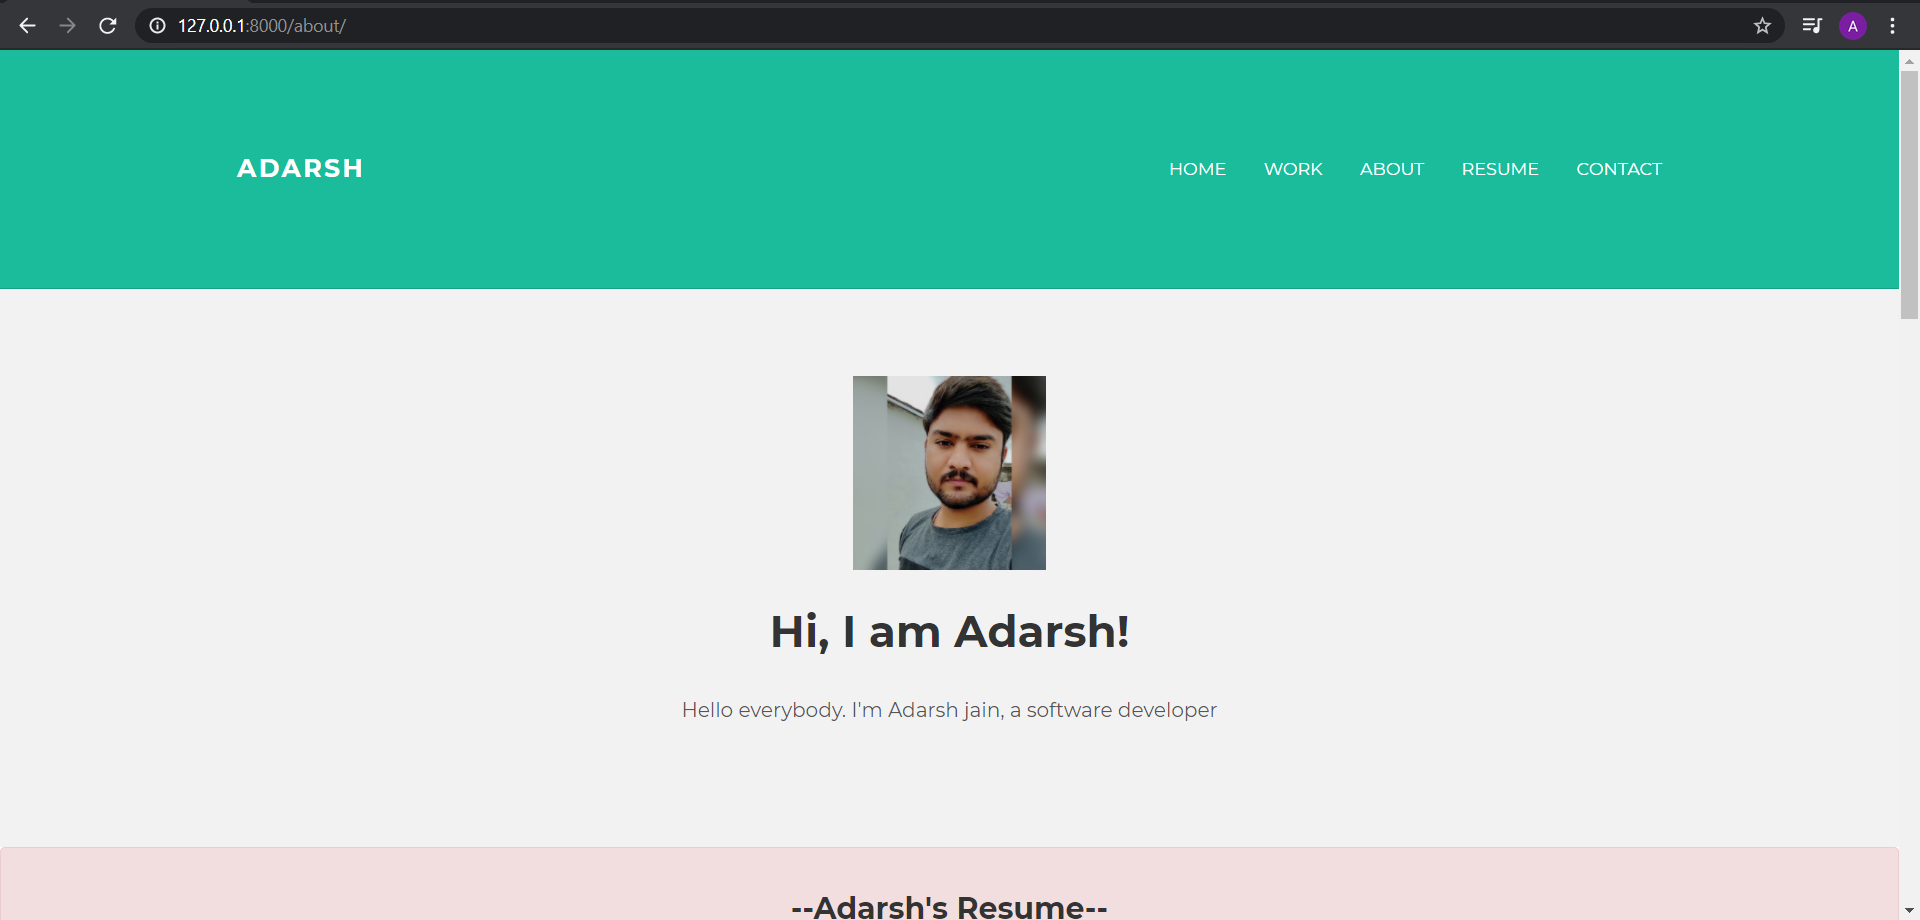 127.0.0.1:8000/about/
A
ADARSH
HOME WORK ABOUT RESUME CONTACT
Hi, I am Adarsh!
Hello everybody. I'm Adarsh jain, a software developer
--Adarsh's Resume--